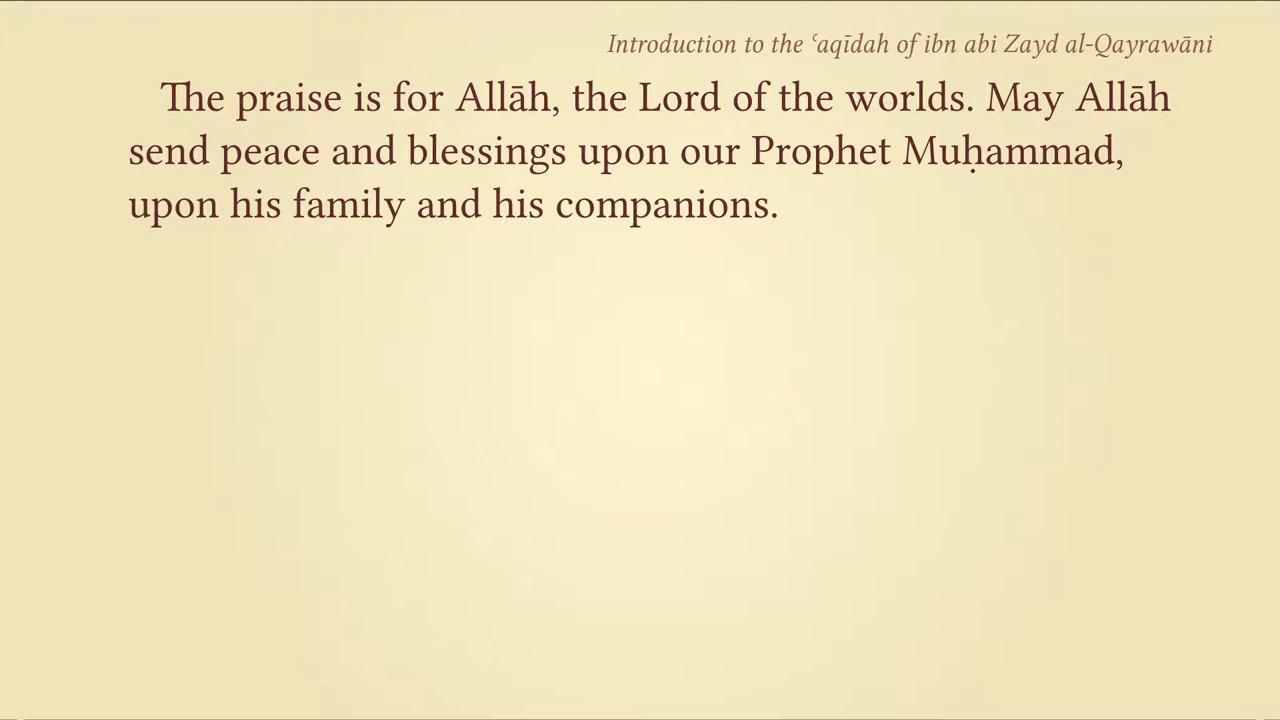 Introduction to the ʿaqīdah of ibn abi Zayd al-Qayrawāni
The praise is for Allāh, the Lord of the worlds. May Allāh
send peace and blessings upon our Prophet Muḥammad,
upon his family and his companions.